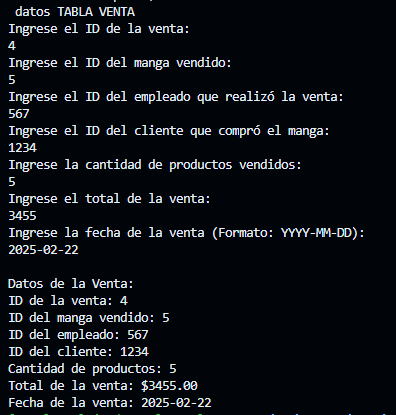 datos TABLA VENTA
Ingrese el ID de la venta:
4
Ingrese el ID del manga vendido:
5
Ingrese el ID del empleado que realizó la venta:
567
Ingrese el ID del cliente que compró el manga:
1234
Ingrese la cantidad de productos vendidos:
5
Ingrese el total de la venta:
3455
Ingrese la fecha de la venta (Formato: YYYY-MM-DD):
2025-02-22

Datos de la Venta:
ID de la venta: 4
ID del manga vendido: 5
ID del empleado: 567
ID del cliente: 1234
Cantidad de productos: 5
Total de la venta: $3455.00
Fecha de la venta: 2025-02-22